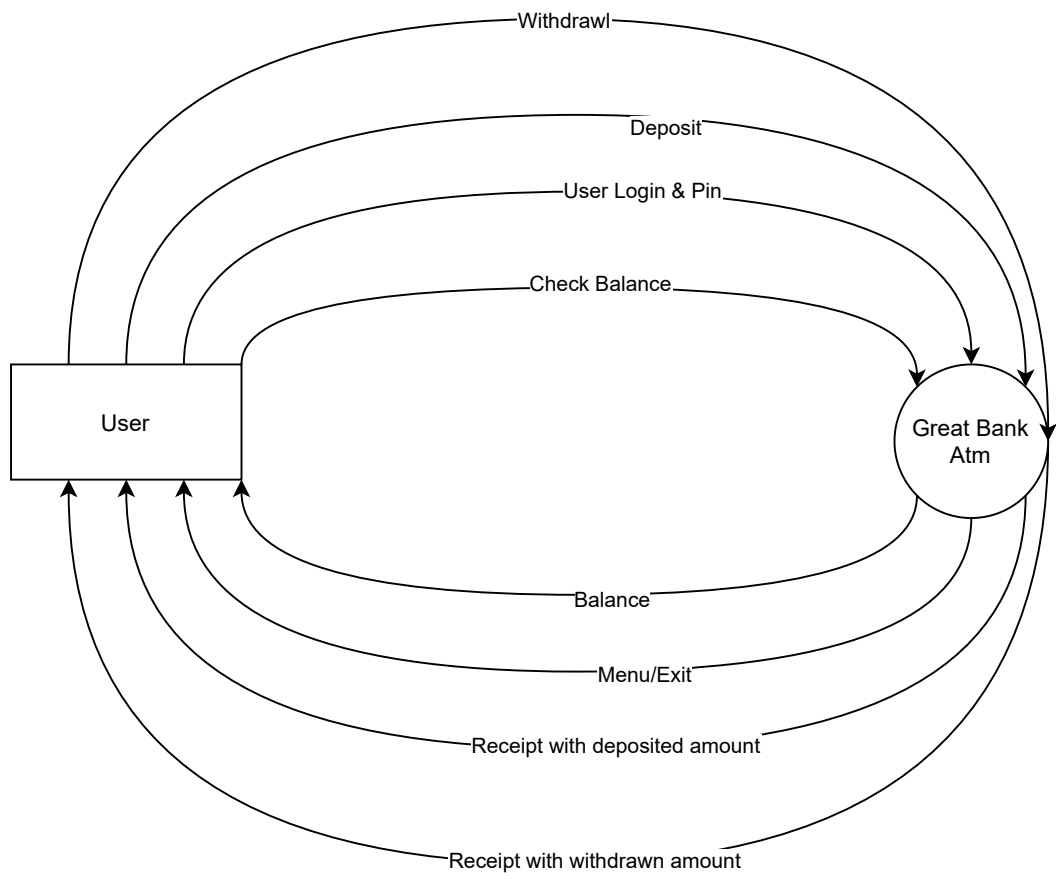 Withdrawl
Deposit
User Login & Pin
Check Balance
User
Great Bank
Atm
Balance
Menu/Exit
Receipt with deposited amount
Receipt with withdrawn amount